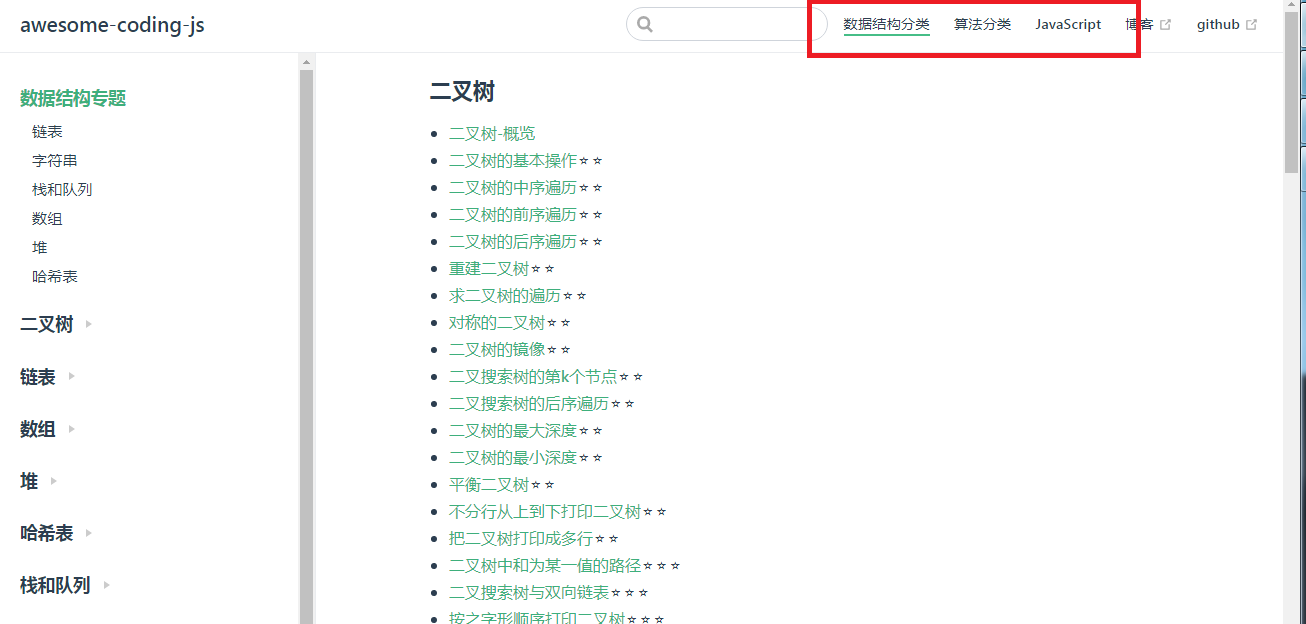 awesome-coding-js
数据结构分类 算法分类 JavaScript 博客 github
数据结构专题
链表
字符串
栈和队列
数组
堆
哈希表
二叉树
链表
数组
堆
哈希表
栈和队列
二叉树
二叉树-概览
二叉树的基本操作⭐⭐
二叉树的中序遍历⭐⭐
二叉树的前序遍历⭐⭐
二叉树的后序遍历⭐⭐
重建二叉树⭐⭐
求二叉树的遍历⭐⭐
对称的二叉树⭐⭐
二叉树的镜像⭐⭐
二叉搜索树的第k个节点⭐⭐
二叉搜索树的后序遍历⭐⭐
二叉树的最大深度⭐⭐
二叉树的最小深度⭐⭐
平衡二叉树⭐⭐
不分行从上到下打印二叉树⭐⭐
把二叉树打印成多行⭐⭐
二叉树中和为某一值的路径⭐⭐⭐
二叉搜索树与双向链表⭐⭐⭐
按之字形顺序打印二叉树⭐⭐⭐